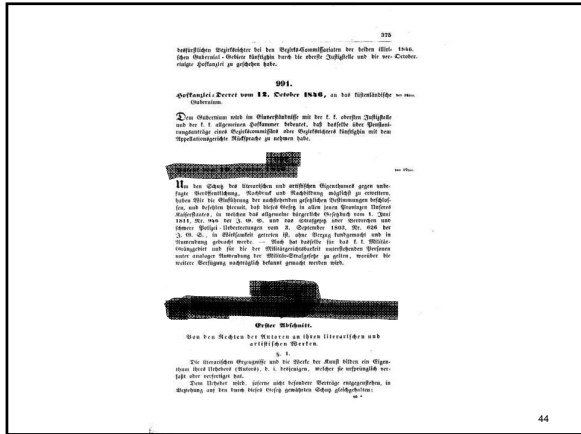 375
desfürstlichen Bezirksrichter bei den Bezirks-Commissariaten der beiden illiri-
schen Gubernial-Gebiete künftighin durch die oberste Justizstelle und die ver-
einigte Hofkanzlei zu geschehen habe.
1846.
October.
991.
Hofkanzlei-Decret vom 12. October 1846, an das küstenländische
Gubernium.
den 12ten.
Dem Gubernium wird im Einverständnisse mit der k. k. obersten Justizstelle
und der k. k. allgemeinen Hofkammer bedeutet, daß dasselbe über Pensioni-
rungsanträge eines Bezirkscommissärs oder Bezirksrichters künftighin mit dem
Appellationsgerichte Rücksprache zu nehmen habe.
Um den Schutz des literarischen und artistischen Eigenthumes gegen unbe-
fugte Veröffentlichung, Nachdruck und Nachbildung möglichst zu erweitern,
haben Wir die Einführung der nachstehenden gesetzlichen Bestimmungen beschlos-
sen, und befehlen hiermit, daß dieses Gesetz in allen jenen Provinzen Unseres
Kaiserstaates, in welchen das allgemeine bürgerliche Gesetzbuch vom 1. Juni
1811, Nr. 946 der J. G. S. und das Strafgesetz über Verbrechen und
schwere Polizei-Uebertretungen vom 3. September 1803, Nr. 626 der
J. G. S., in Wirksamkeit getreten ist, ohne Verzug kundgemacht und in
Anwendung gebracht werde. — Auch hat dasselbe für das k. k. Militär-
Gränzgebiet und für die der Militärgerichtsbarkeit unterstehenden Personen
unter analoger Anwendung der Militär-Strafgesetze zu gelten, worüber die
weitere Verfügung nachträglich bekannt gemacht werden wird.
Erster Abschnitt.
Von den Rechten der Autoren an ihren literarischen und
artistischen Werken.
§. 1.
Die literarischen Erzeugnisse und die Werke der Kunst bilden ein Eigen-
thum ihres Urhebers (Autors), d. i. desjenigen, welcher sie ursprünglich ver-
faßt oder verfertiget hat.
Dem Urheber wird, soferne nicht besondere Verträge entgegenstehen, in
Beziehung auf den durch dieses Gesetz gewährten Schutz gleichgehalten:
44